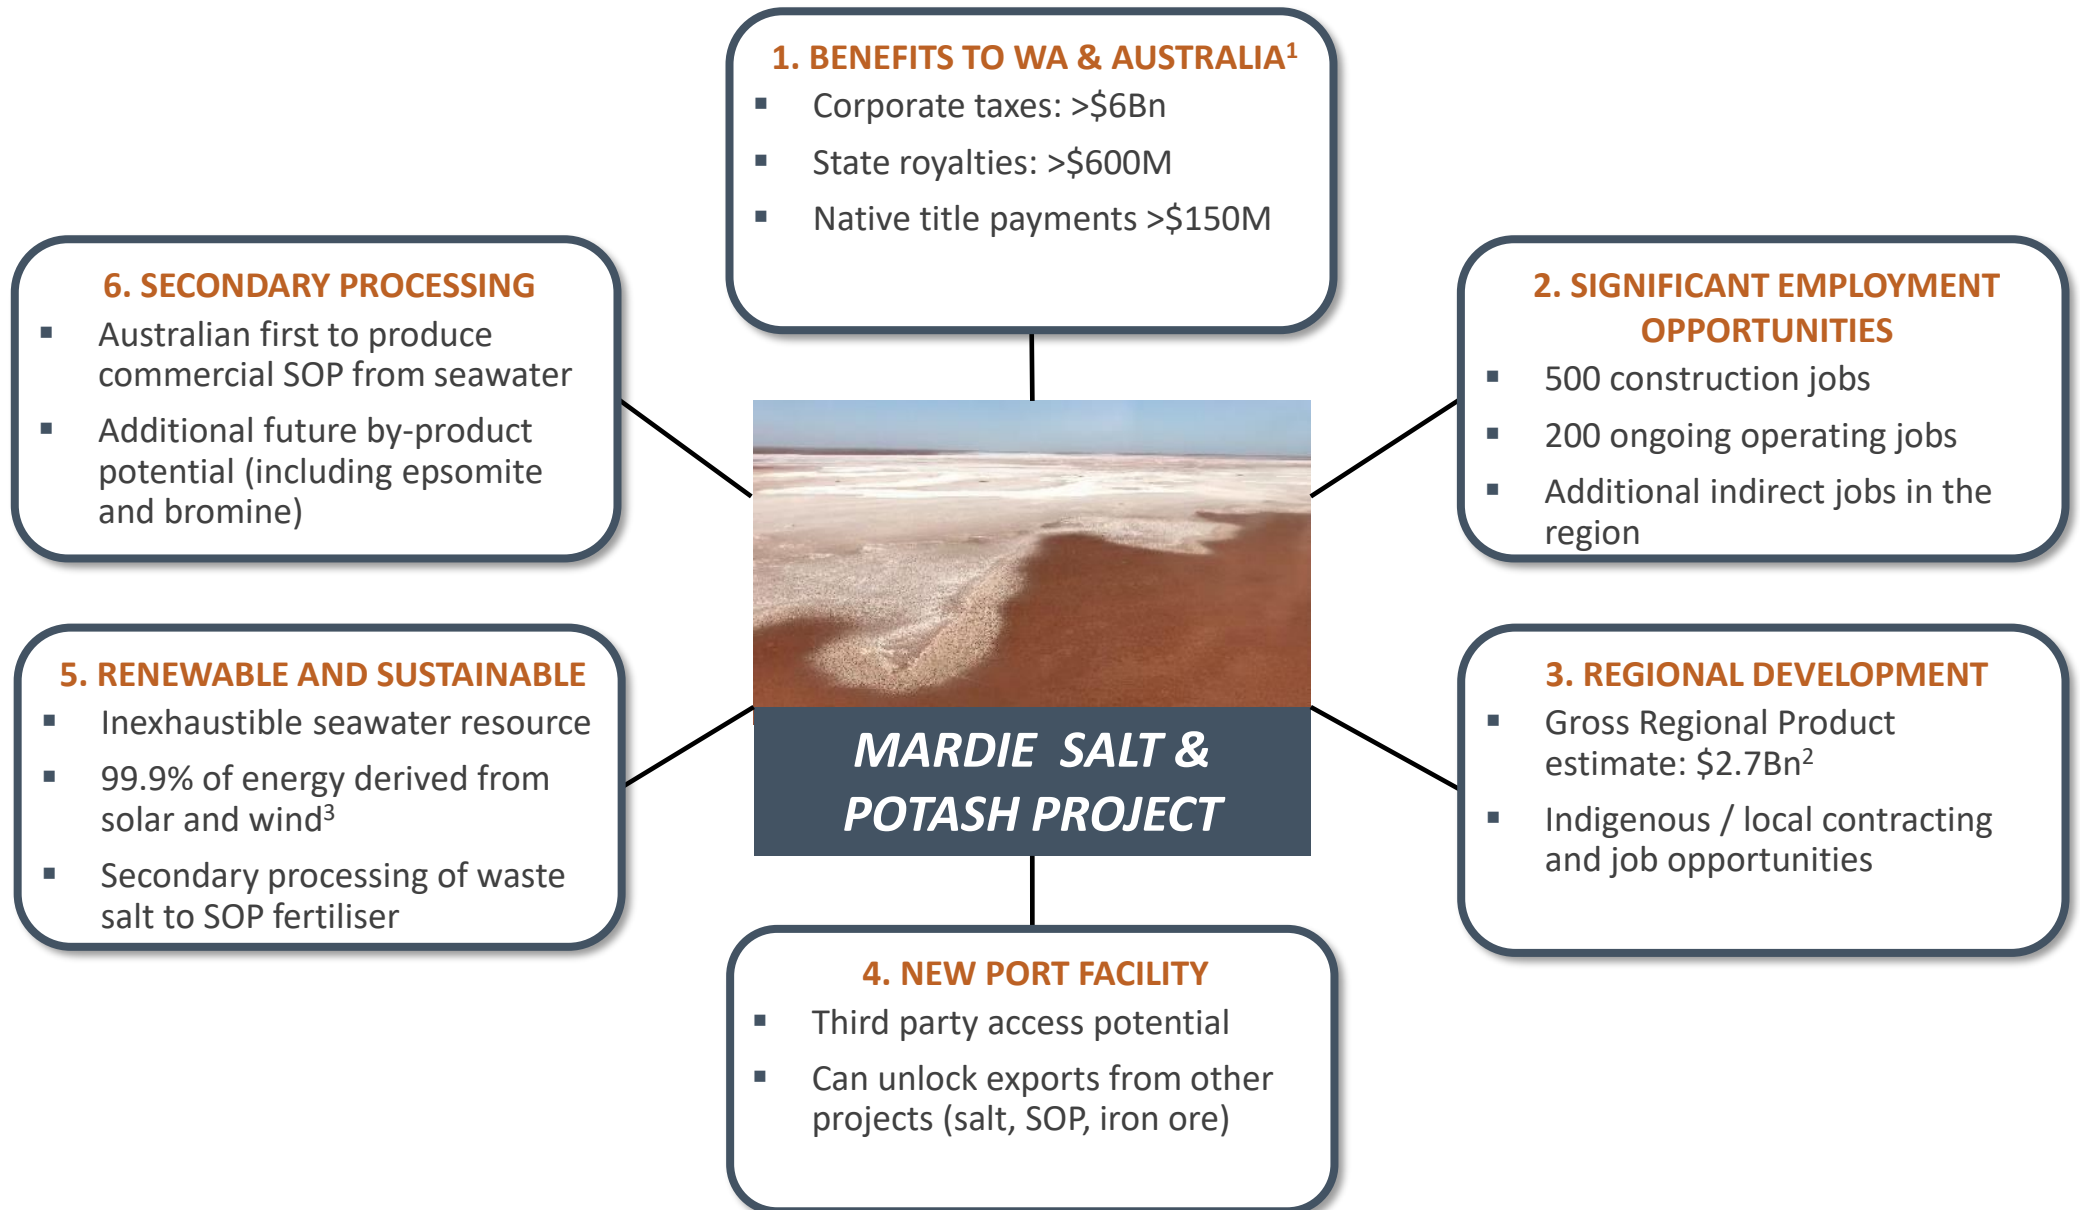 1. BENEFITS TO WA & AUSTRALIA¹
▪ Corporate taxes: >$6Bn
▪ State royalties: >$600M
▪ Native title payments >$150M
2. SIGNIFICANT EMPLOYMENT
OPPORTUNITIES
▪ 500 construction jobs
▪ 200 ongoing operating jobs
▪ Additional indirect jobs in the
region
3. REGIONAL DEVELOPMENT
▪ Gross Regional Product
estimate: $2.7Bn²
▪ Indigenous / local contracting
and job opportunities
4. NEW PORT FACILITY
▪ Third party access potential
▪ Can unlock exports from other
projects (salt, SOP, iron ore)
5. RENEWABLE AND SUSTAINABLE
▪ Inexhaustible seawater resource
▪ 99.9% of energy derived from
solar and wind³
▪ Secondary processing of waste
salt to SOP fertiliser
6. SECONDARY PROCESSING
▪ Australian first to produce
commercial SOP from seawater
▪ Additional future by-product
potential (including epsomite
and bromine)
MARDIE SALT &
POTASH PROJECT